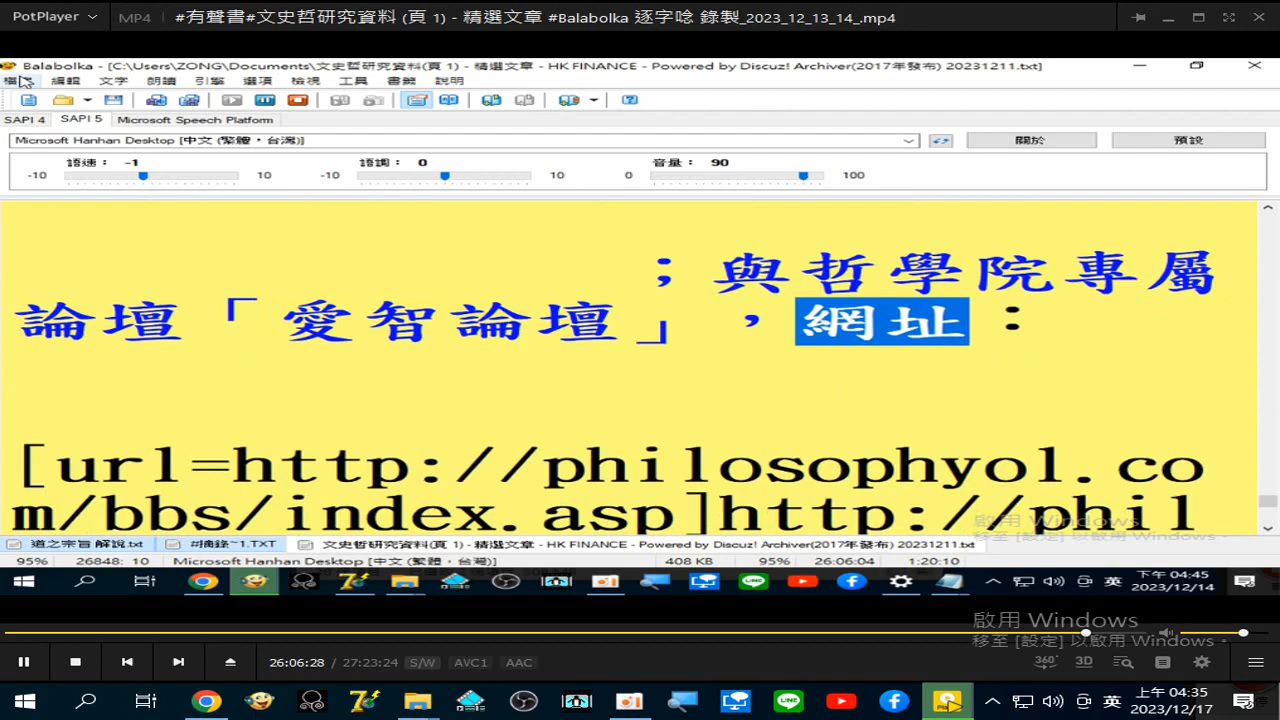 PotPlayer MP4 #有聲書#文史哲研究資料 (頁 1) - 精選文章 #Balabolka 逐字唸 錄製_2023_12_13_14_.mp4
Balabolka - [C:\Users\ZONG\Documents\文史哲研究資料(頁 1) - 精選文章 - HK FINANCE - Powered by Discuz! Archiver(2017年發布) 20231211.txt]
檔案 編輯 文字 朗讀 引擎 選項 檢視 工具 書籤 說明
SAPI 4 SAPI 5 Microsoft Speech Platform
Microsoft Hanhan Desktop [中文 (繁體，台灣)] 關於 預設
語速： -1 語調： 0 音量： 90
-10 10 -10 10 0 100
；與哲學院專屬
論壇「愛智論壇」，網址：
[url=http://philosophyol.co
m/bbs/index.asp]http://phil
啟用 Windows
移至 [設定] 以啟用 Windows。
道之宗旨 解說.txt #摘錄~1.TXT 文史哲研究資料(頁 1) - 精選文章 - HK FINANCE - Powered by Discuz! Archiver(2017年發布) 20231211.txt
95% 26848: 10 Microsoft Hanhan Desktop [中文 (繁體，台灣)] 408 KB 95% 26:06:04 1:20:10
英 下午 04:45
2023/12/14
啟用 Windows
移至 [設定] 以啟用 Windows。
26:06:28 / 27:23:24 S/W AVC1 AAC 360° 3D
英 上午 04:35
2023/12/17